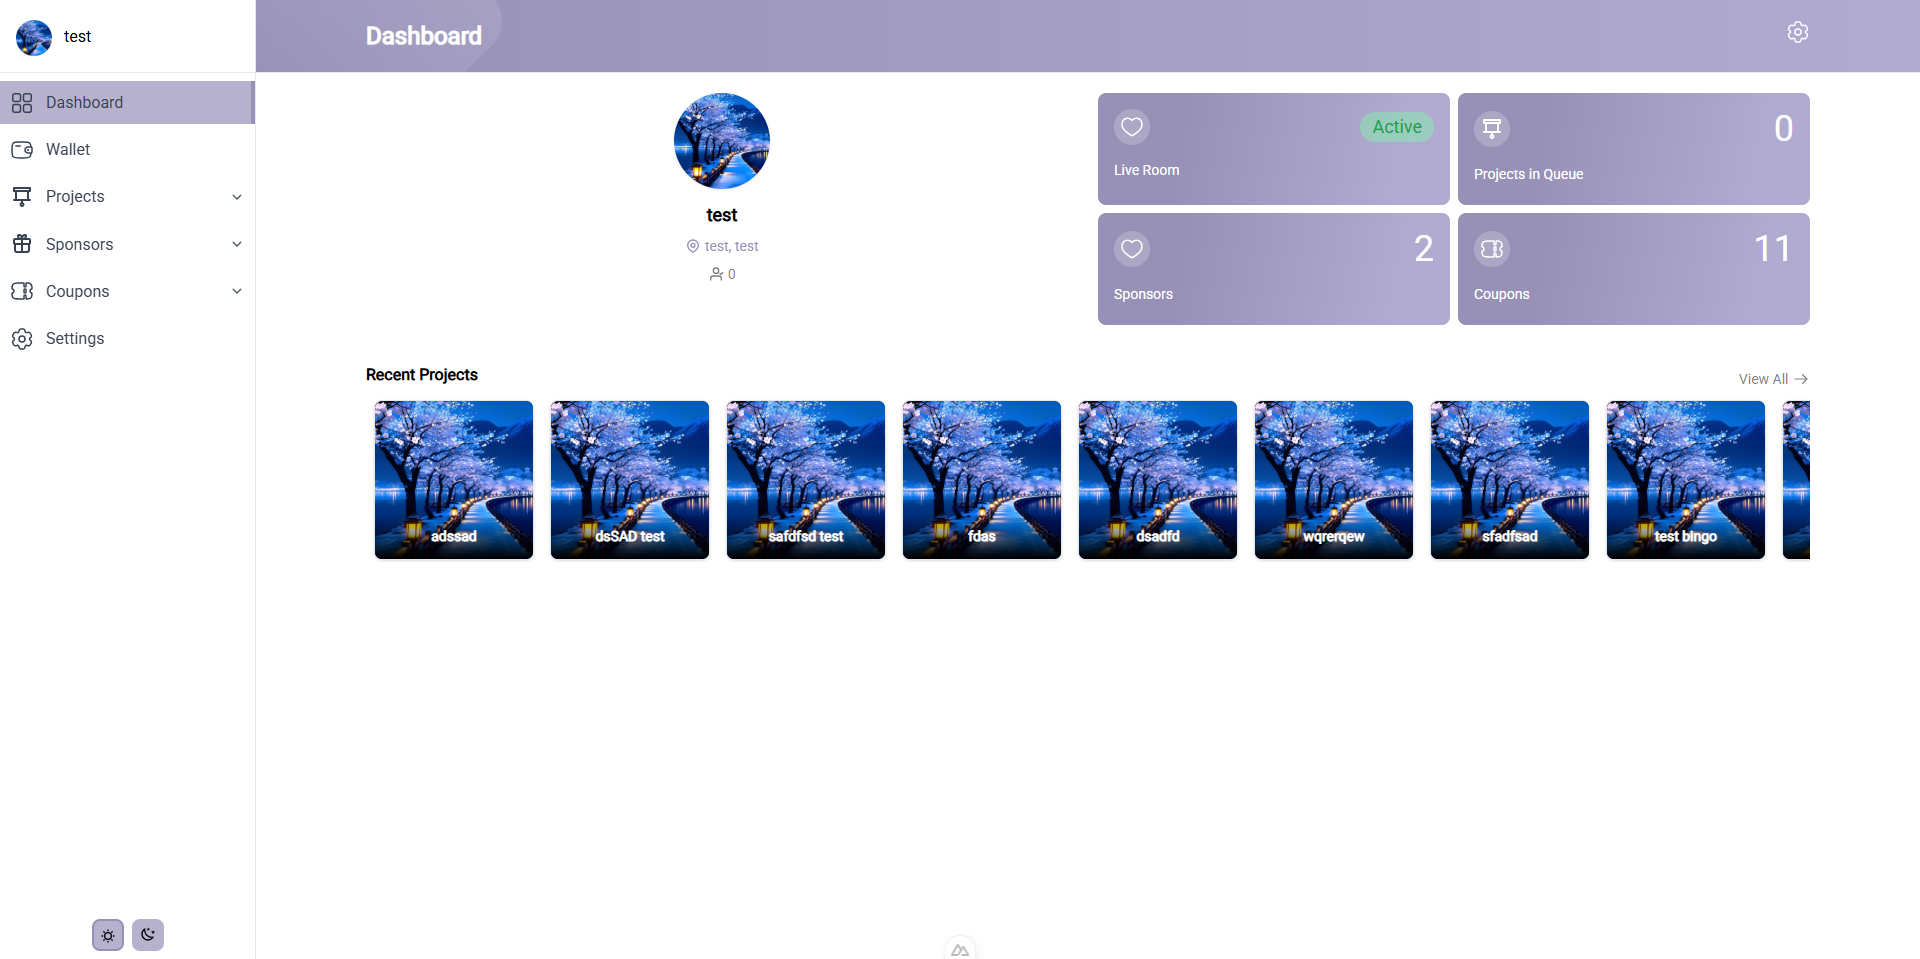 test
Dashboard
Wallet
Projects
Sponsors
Coupons
Settings
Dashboard
test
test, test
0
Live Room
Active
Projects in Queue
0
Sponsors
2
Coupons
11
Recent Projects
View All
adssad
dsSAD test
safdfsd test
fdas
dsadfd
wqrerqew
sfadfsad
test bingo